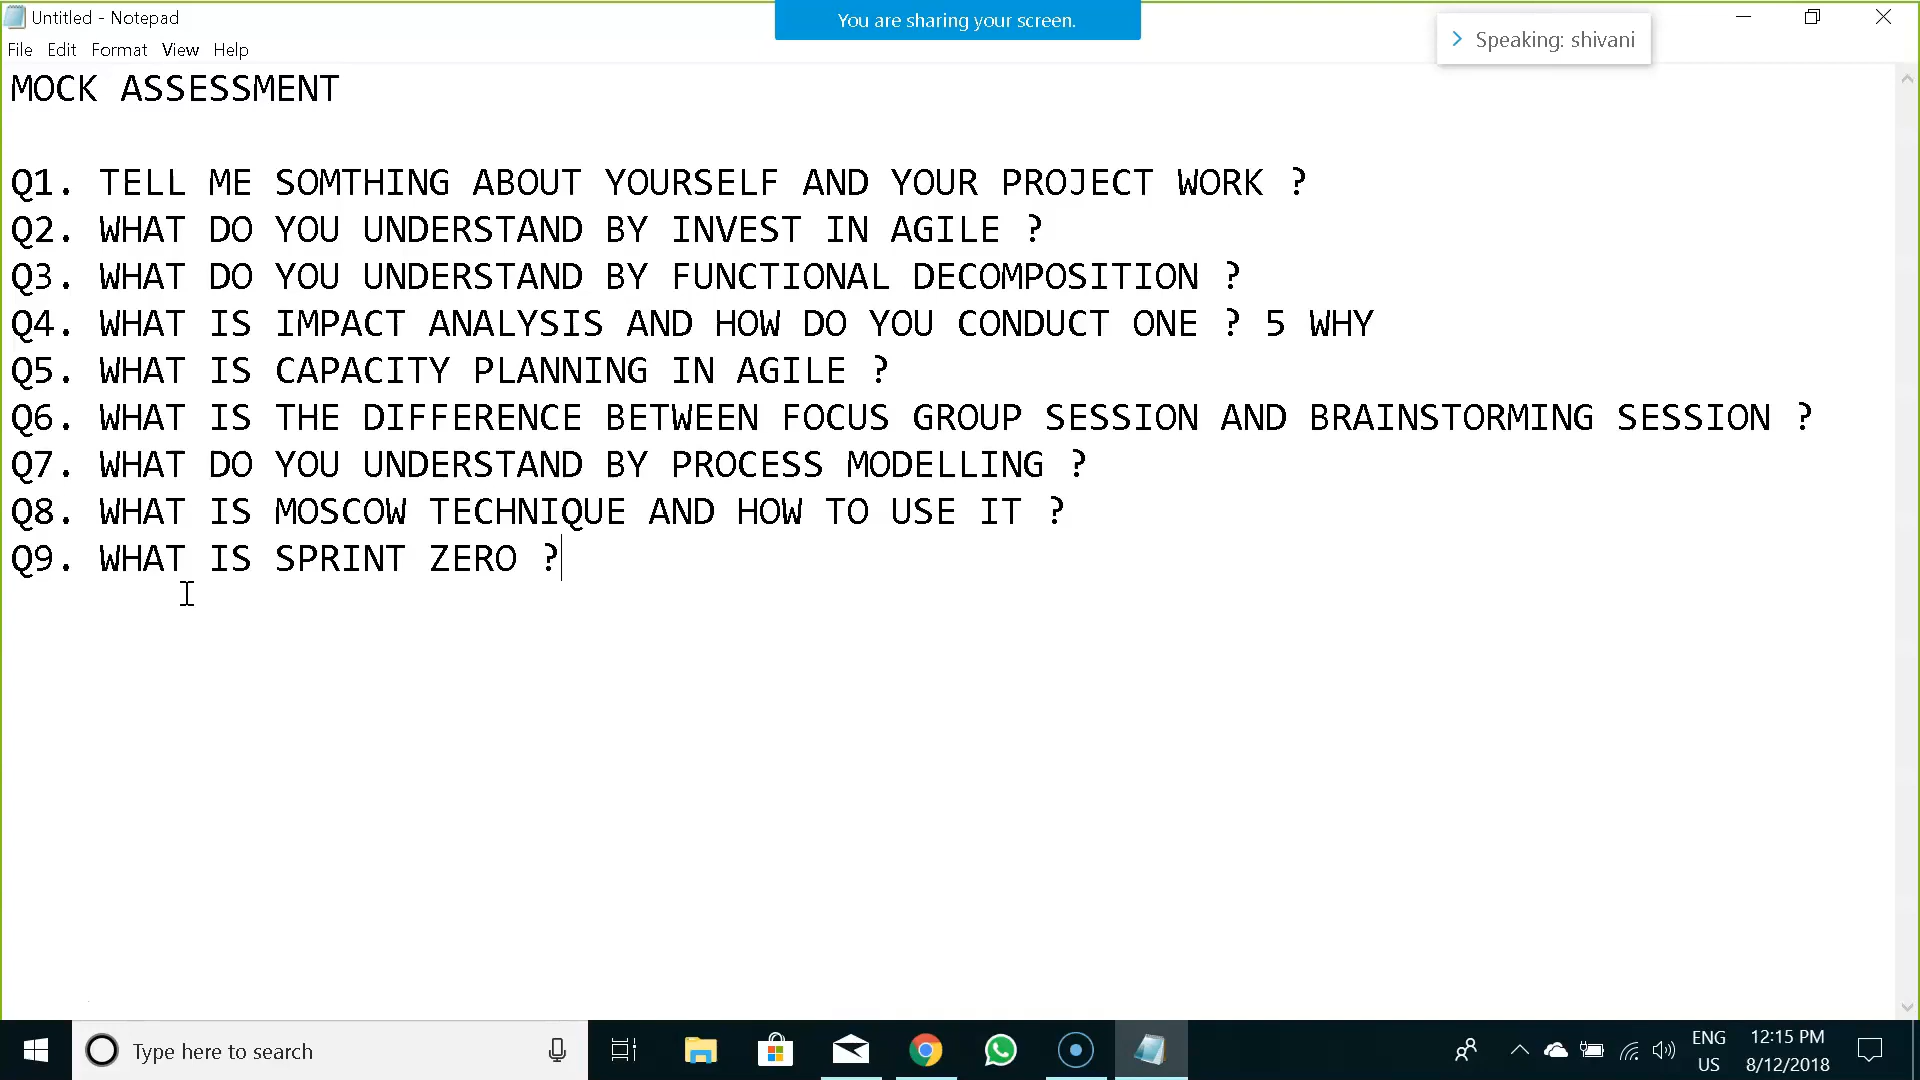 Untitled - Notepad
You are sharing your screen.
Speaking: shivani
File Edit Format View Help
MOCK ASSESSMENT
Q1. TELL ME SOMTHING ABOUT YOURSELF AND YOUR PROJECT WORK ?
Q2. WHAT DO YOU UNDERSTAND BY INVEST IN AGILE ?
Q3. WHAT DO YOU UNDERSTAND BY FUNCTIONAL DECOMPOSITION ?
Q4. WHAT IS IMPACT ANALYSIS AND HOW DO YOU CONDUCT ONE ? 5 WHY
Q5. WHAT IS CAPACITY PLANNING IN AGILE ?
Q6. WHAT IS THE DIFFERENCE BETWEEN FOCUS GROUP SESSION AND BRAINSTORMING SESSION ?
Q7. WHAT DO YOU UNDERSTAND BY PROCESS MODELLING ?
Q8. WHAT IS MOSCOW TECHNIQUE AND HOW TO USE IT ?
Q9. WHAT IS SPRINT ZERO ?
Type here to search
ENG
US
12:15 PM
8/12/2018